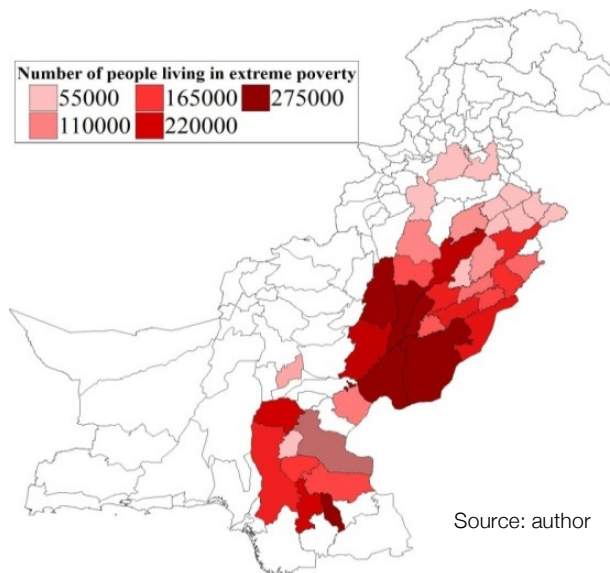 Number of people living in extreme poverty
55000 165000 275000
110000 220000
Source: author